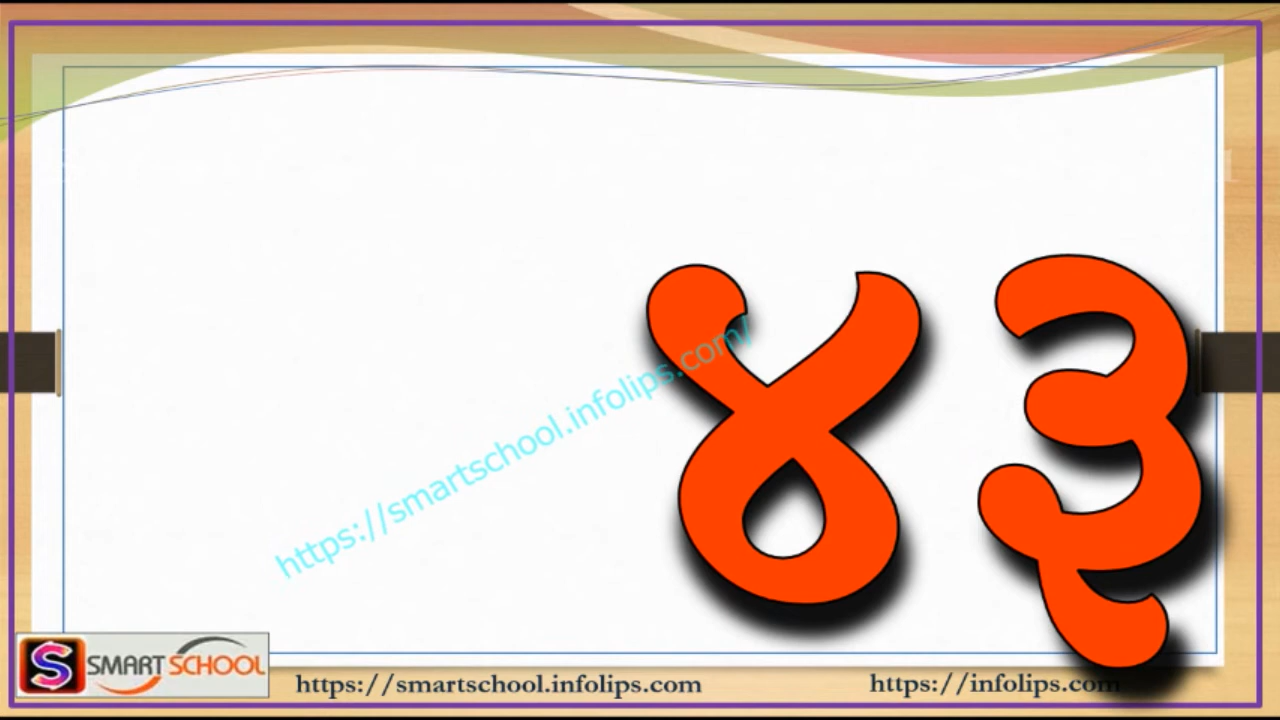 ४३
https://smartschool.infolips.com/
SMART SCHOOL
https://smartschool.infolips.com
https://infolips.com